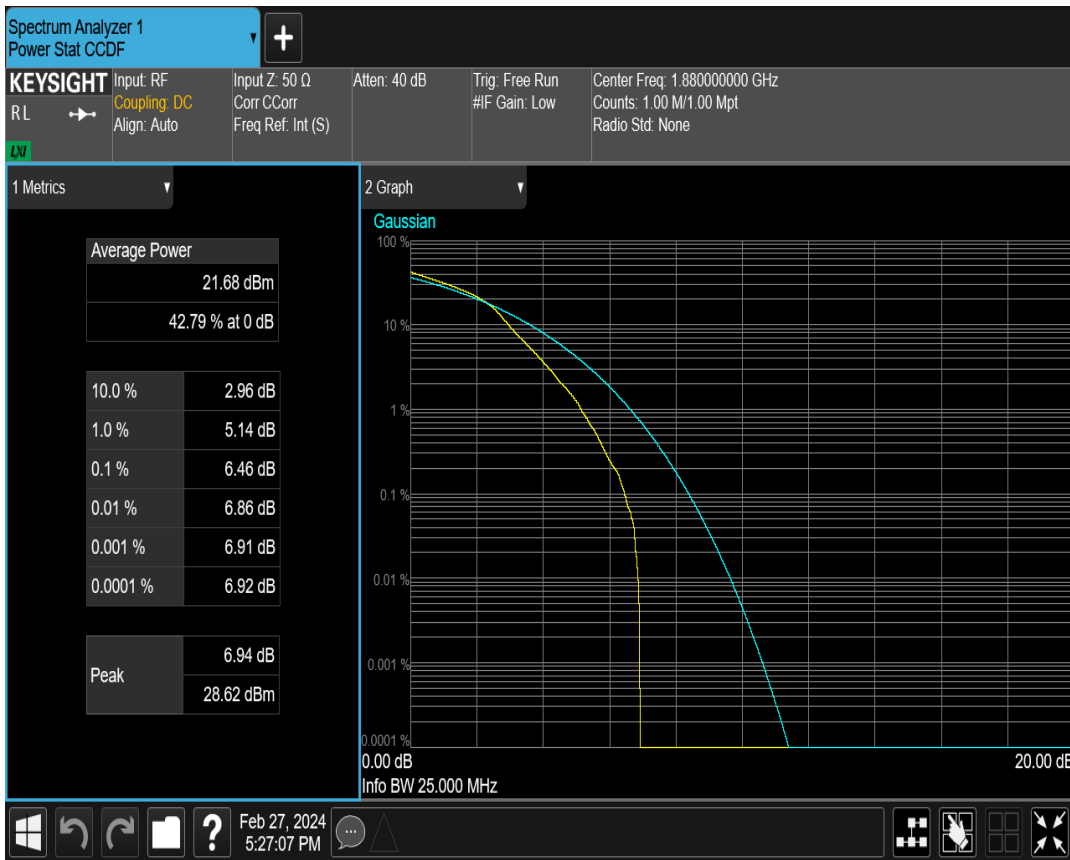 Spectrum Analyzer 1
Power Stat CCDF
KEYSIGHT
RL
LXI
Input: RF
Coupling: DC
Align: Auto
Input Z: 50 Ω
Corr CCorr
Freq Ref: Int (S)
Atten: 40 dB
Trig: Free Run
#IF Gain: Low
Center Freq: 1.880000000 GHz
Counts: 1.00 M/1.00 Mpt
Radio Std: None
1 Metrics
Average Power
21.68 dBm
42.79 % at 0 dB
10.0 % 2.96 dB
1.0 % 5.14 dB
0.1 % 6.46 dB
0.01 % 6.86 dB
0.001 % 6.91 dB
0.0001 % 6.92 dB
Peak
6.94 dB
28.62 dBm
2 Graph
Gaussian
100 %
10 %
1 %
0.1 %
0.01 %
0.001 %
0.0001 %
0.00 dB 20.00 dB
Info BW 25.000 MHz
?
Feb 27, 2024
5:27:07 PM